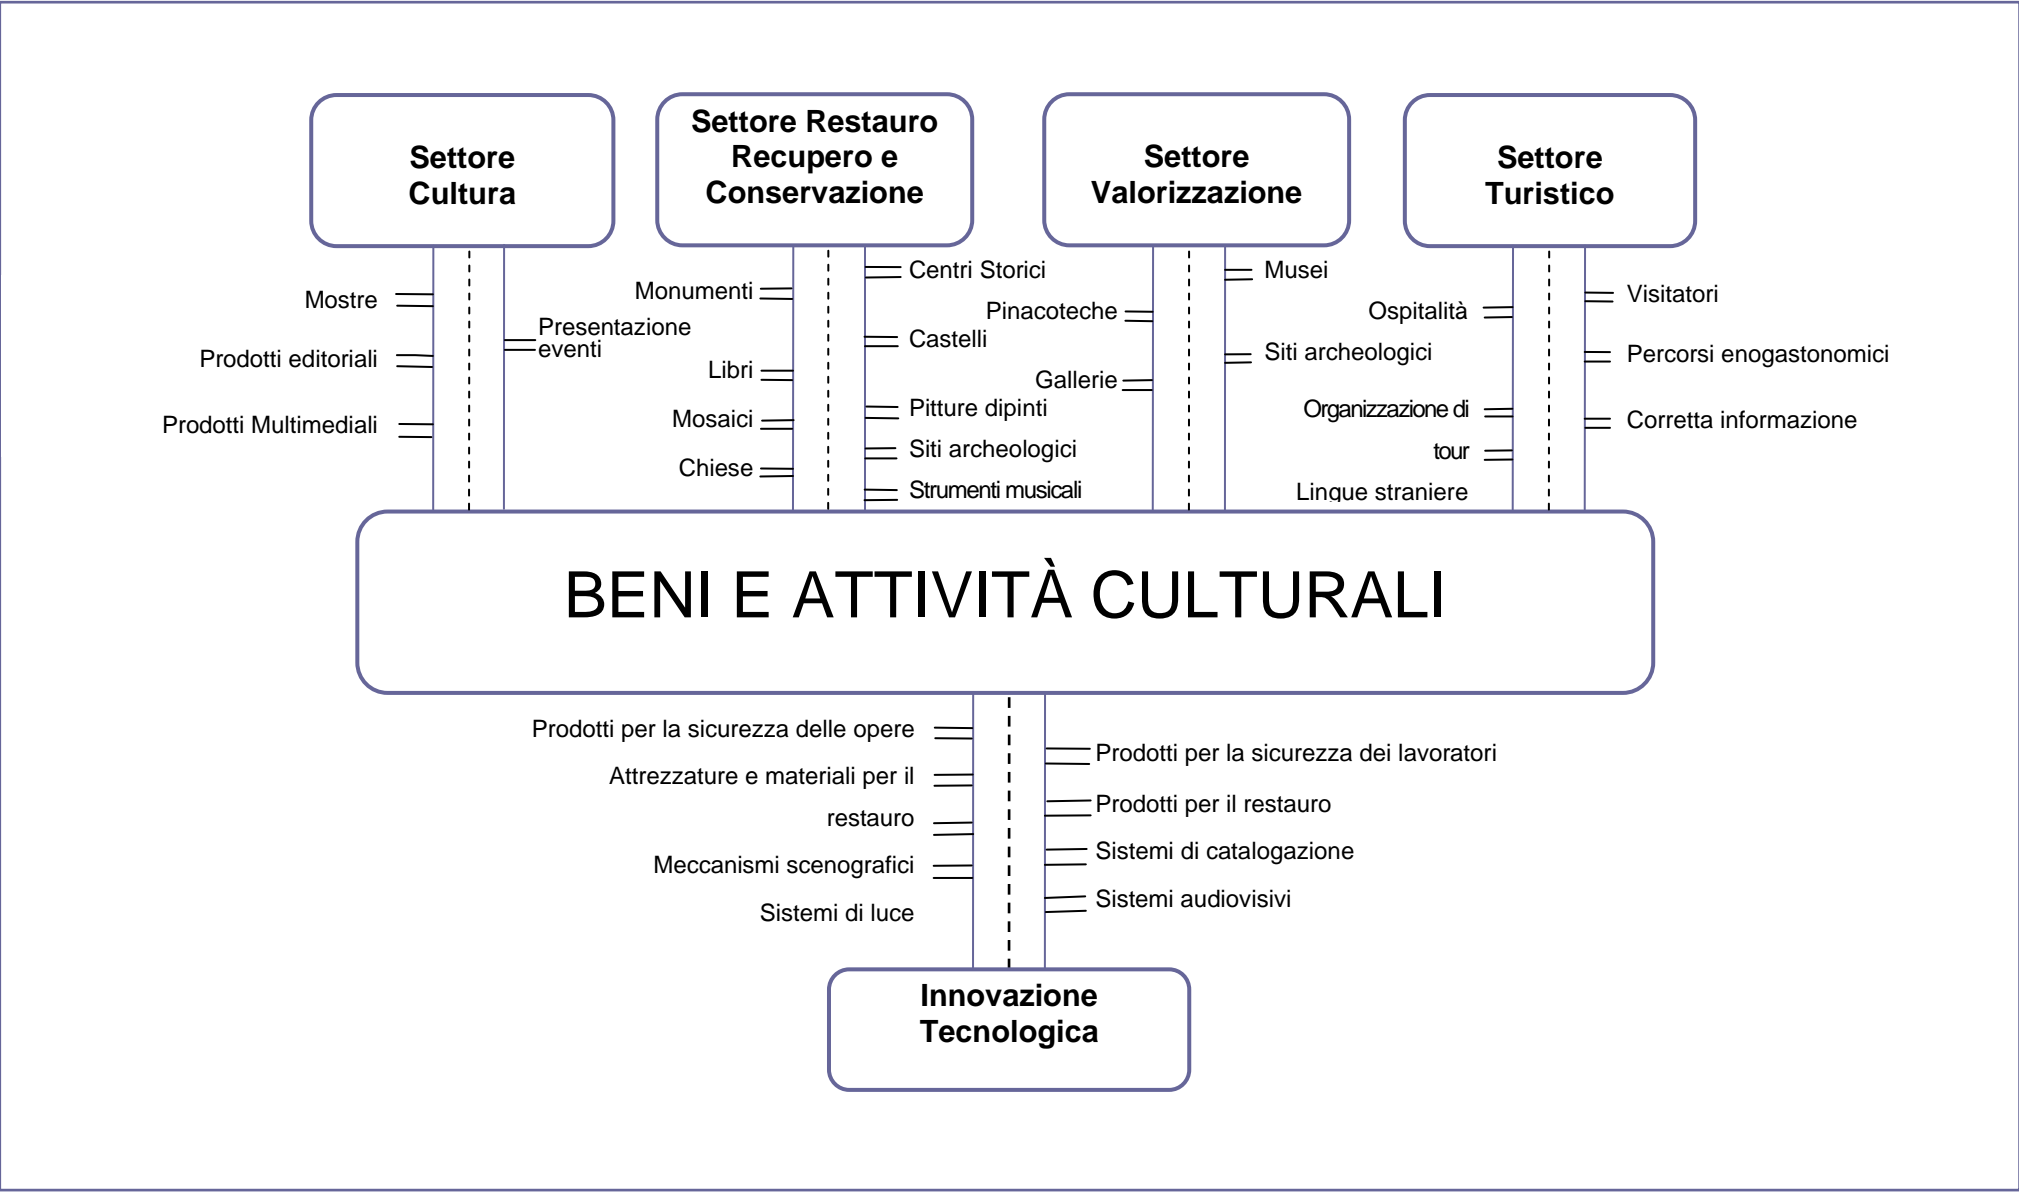 Settore
Cultura
Settore Restauro
Recupero e
Conservazione
Settore
Valorizzazione
Settore
Turistico
Mostre
Prodotti editoriali
Prodotti Multimediali
Presentazione
eventi
Monumenti
Libri
Mosaici
Chiese
Centri Storici
Castelli
Pitture dipinti
Siti archeologici
Strumenti musicali
Pinacoteche
Gallerie
Musei
Siti archeologici
Ospitalità
Organizzazione di
tour
Lingue straniere
Visitatori
Percorsi enogastonomici
Corretta informazione
BENI E ATTIVITÀ CULTURALI
Prodotti per la sicurezza delle opere
Attrezzature e materiali per il
restauro
Meccanismi scenografici
Sistemi di luce
Prodotti per la sicurezza dei lavoratori
Prodotti per il restauro
Sistemi di catalogazione
Sistemi audiovisivi
Innovazione
Tecnologica